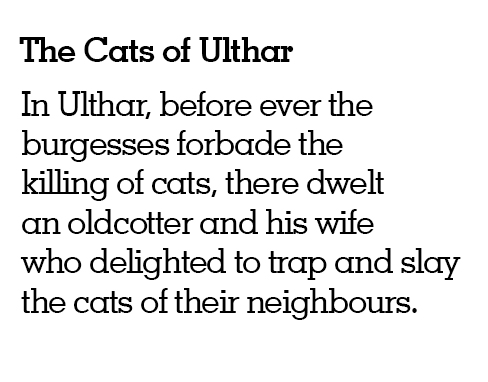 The Cats of Ulthar
In Ulthar, before ever the
burgesses forbade the
killing of cats, there dwelt
an oldcotter and his wife
who delighted to trap and slay
the cats of their neighbours.